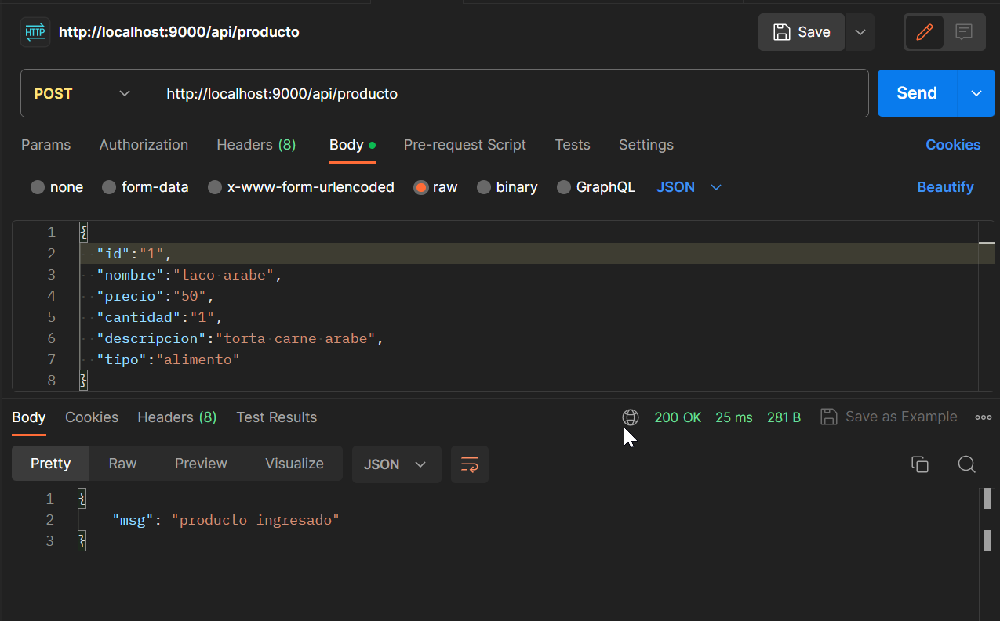 HTTP http://localhost:9000/api/producto Save
POST http://localhost:9000/api/producto Send
Params Authorization Headers (8) Body Pre-request Script Tests Settings Cookies
none form-data x-www-form-urlencoded raw binary GraphQL JSON Beautify
1 {
2 "id":"1",
3 "nombre":"taco arabe",
4 "precio":"50",
5 "cantidad":"1",
6 "descripcion":"torta carne arabe",
7 "tipo":"alimento"
8 }
Body Cookies Headers (8) Test Results 200 OK 25 ms 281 B Save as Example
Pretty Raw Preview Visualize JSON
1 {
2 "msg": "producto ingresado"
3 }